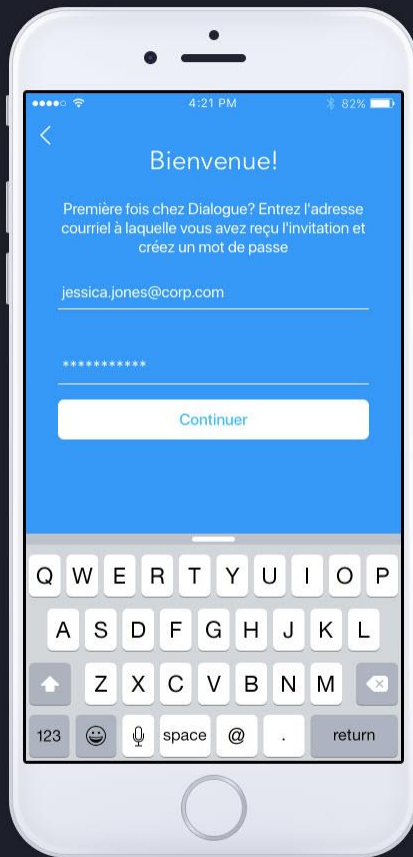 4:21 PM 82%
Bienvenue!
Première fois chez Dialogue? Entrez l'adresse
courriel à laquelle vous avez reçu l'invitation et
créez un mot de passe
jessica.jones@corp.com
***********
Continuer
Q W E R T Y U I O P
A S D F G H J K L
Z X C V B N M
123 space @ . return